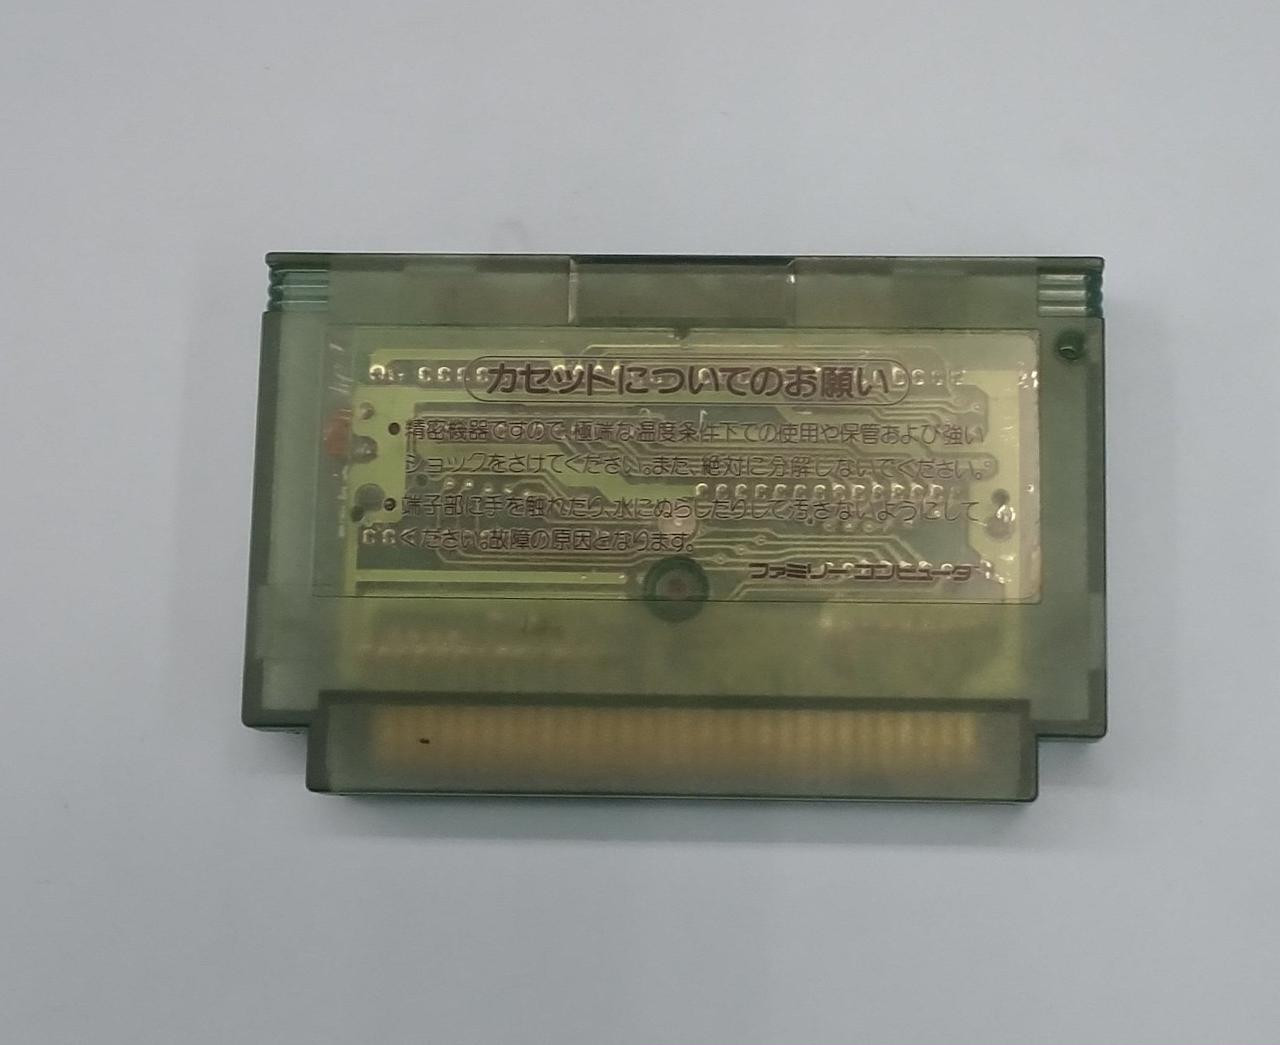 カセットについてのお願い
●精密機器ですので、極端な温度条件下での使用や保管および強い
ショックをさけてください。また、絶対に分解しないでください。
●端子部に手を触れたり、水にぬらしたりして汚さないようにして
ください。故障の原因となります。
ファミリーコンピュータ